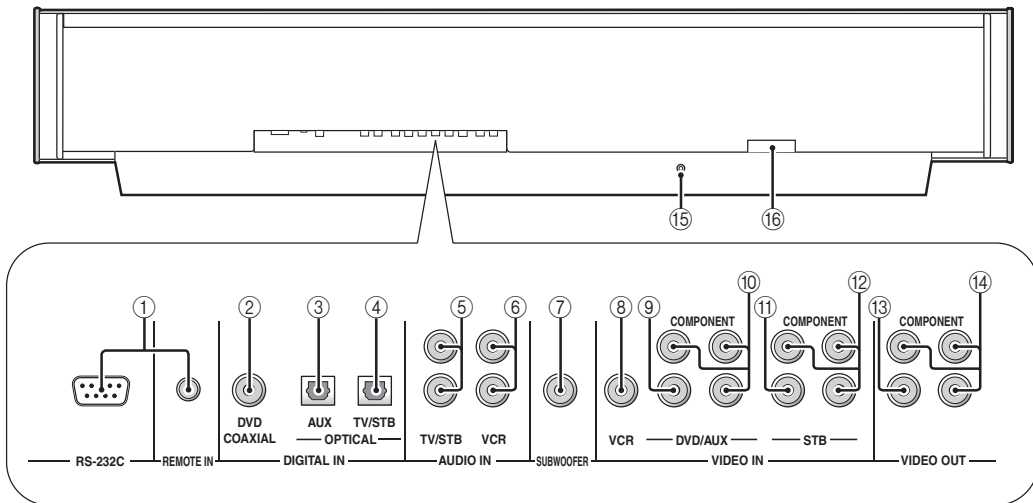 ⑮ ⑯
① ② ③ ④ ⑤ ⑥ ⑦ ⑧ ⑨ ⑩ ⑪ ⑫ ⑬ ⑭
COMPONENT COMPONENT COMPONENT
DVD COAXIAL
AUX TV/STB
OPTICAL
TV/STB VCR
VCR DVD/AUX STB
RS-232C REMOTE IN DIGITAL IN AUDIO IN SUBWOOFER VIDEO IN VIDEO OUT